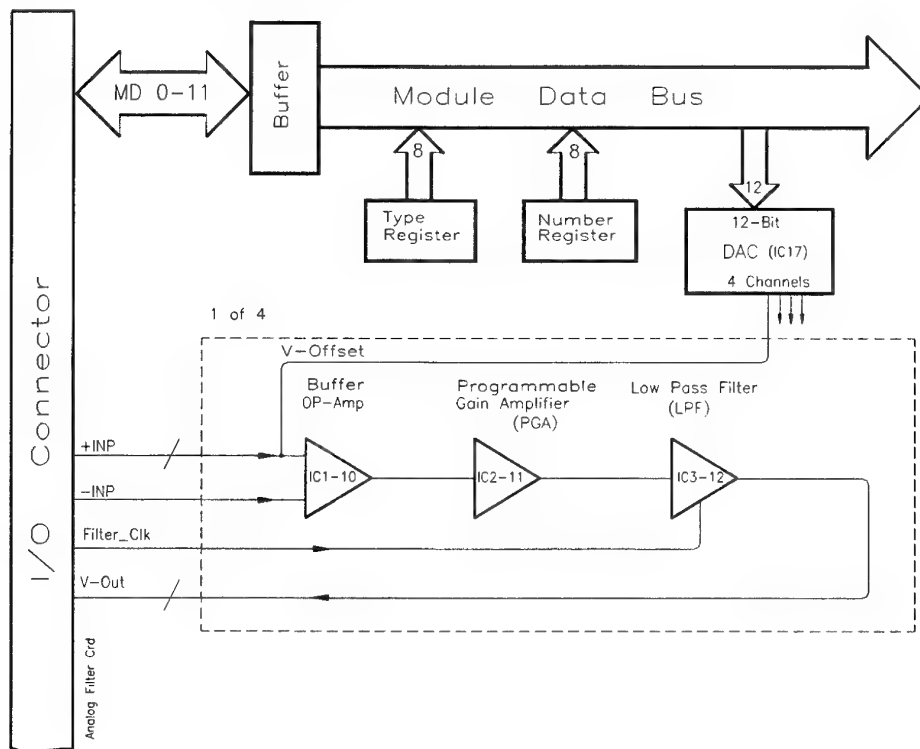 MD 0-11
Buffer
Module Data Bus
8
8
12
Type
Register
Number
Register
12-Bit
DAC (IC17)
4 Channels
1 of 4
V-Offset
Buffer
OP-Amp
Programmable
Gain Amplifier
(PGA)
Low Pass Filter
(LPF)
+INP
IC1-10
IC2-11
IC3-12
-INP
Filter_Clk
V-Out
I/O Connector
Analog Filter Crd